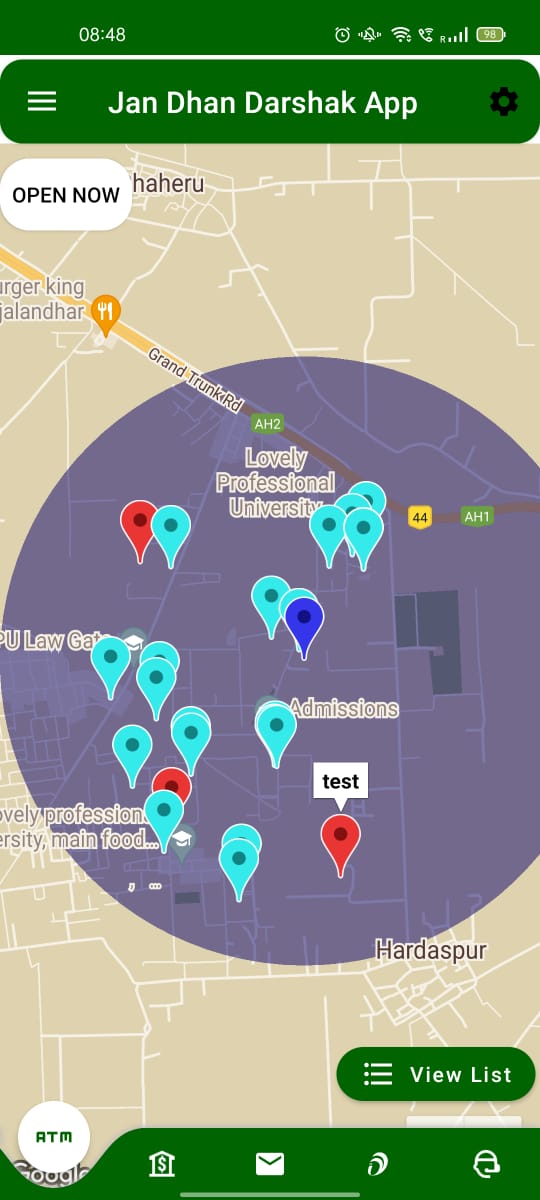 08:48
R
98
Jan Dhan Darshak App
OPEN NOW
haheru
urger king
jalandhar
Grand Trunk Rd
AH2
Lovely
Professional
University
44
AH1
PU Law Gate
Admissions
test
ovely profession
ersity, main food...
, ...
Hardaspur
View List
ATM
Google